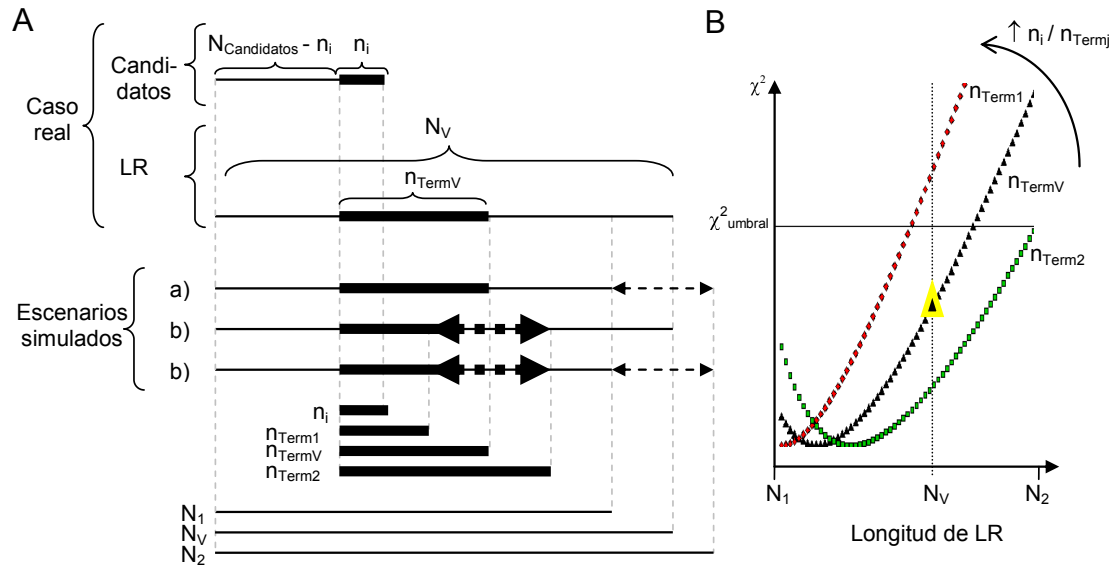 A
N_Candidatos - n_i
n_i
Candi-
datos
Caso
real
LR
N_V
n_TermV
Escenarios
simulados
a)
b)
b)
n_i
n_Term1
n_TermV
n_Term2
N_1
N_V
N_2
B
↑ n_i / n_Termj
χ²
n_Term1
n_TermV
χ²_umbral
n_Term2
N_1
N_V
N_2
Longitud de LR